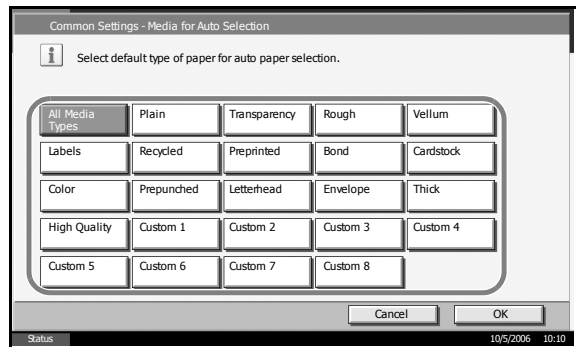 Common Settings - Media for Auto Selection
i Select default type of paper for auto paper selection.
All Media Types Plain Transparency Rough Vellum
Labels Recycled Preprinted Bond Cardstock
Color Prepunched Letterhead Envelope Thick
High Quality Custom 1 Custom 2 Custom 3 Custom 4
Custom 5 Custom 6 Custom 7 Custom 8
Cancel OK
Status 10/5/2006 10:10